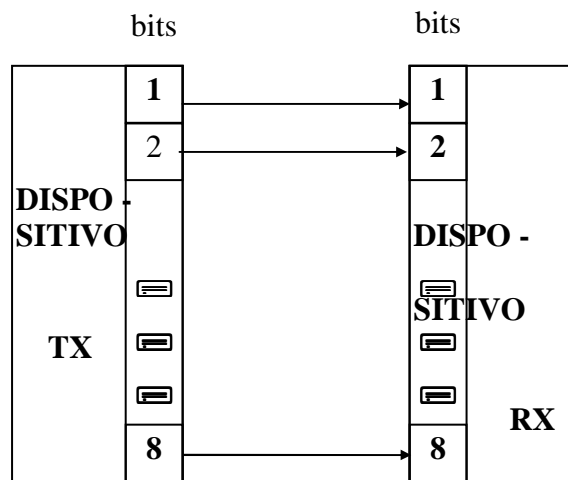 bits
bits
1
1
2
2
DISPO -
SITIVO
DISPO -
SITIVO
TX
RX
8
8